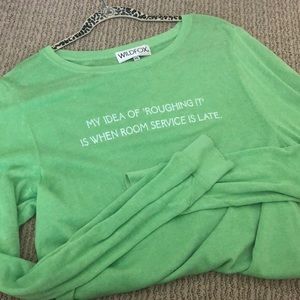 WILDFOX
MY IDEA OF 'ROUGHING IT'
IS WHEN ROOM SERVICE IS LATE.